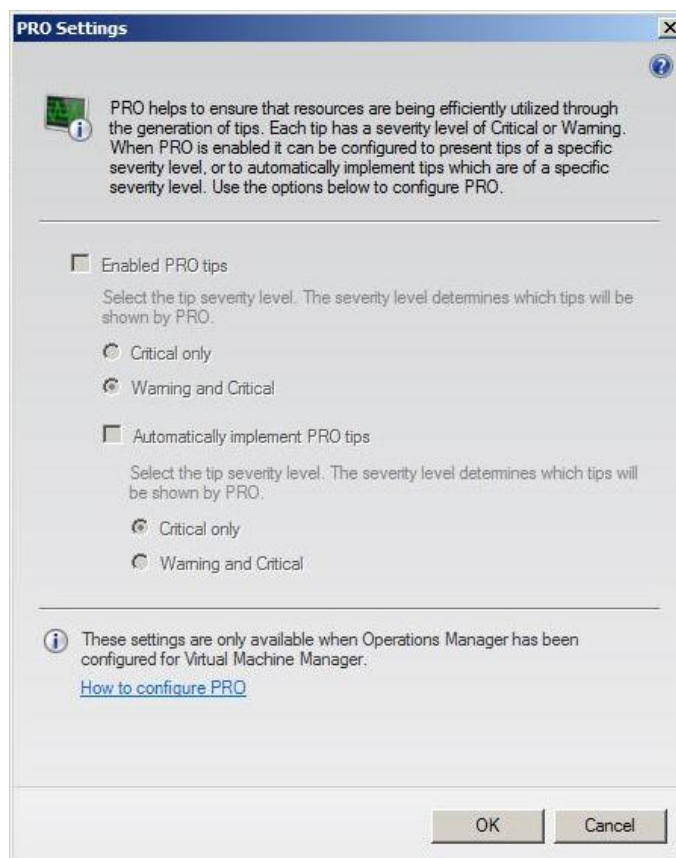 PRO Settings
PRO helps to ensure that resources are being efficiently utilized through
the generation of tips. Each tip has a severity level of Critical or Warning.
When PRO is enabled it can be configured to present tips of a specific
severity level, or to automatically implement tips which are of a specific
severity level. Use the options below to configure PRO.
Enabled PRO tips
Select the tip severity level. The severity level determines which tips will be
shown by PRO.
Critical only
Warning and Critical
Automatically implement PRO tips
Select the tip severity level. The severity level determines which tips will
be shown by PRO.
Critical only
Warning and Critical
These settings are only available when Operations Manager has been
configured for Virtual Machine Manager.
How to configure PRO
OK Cancel